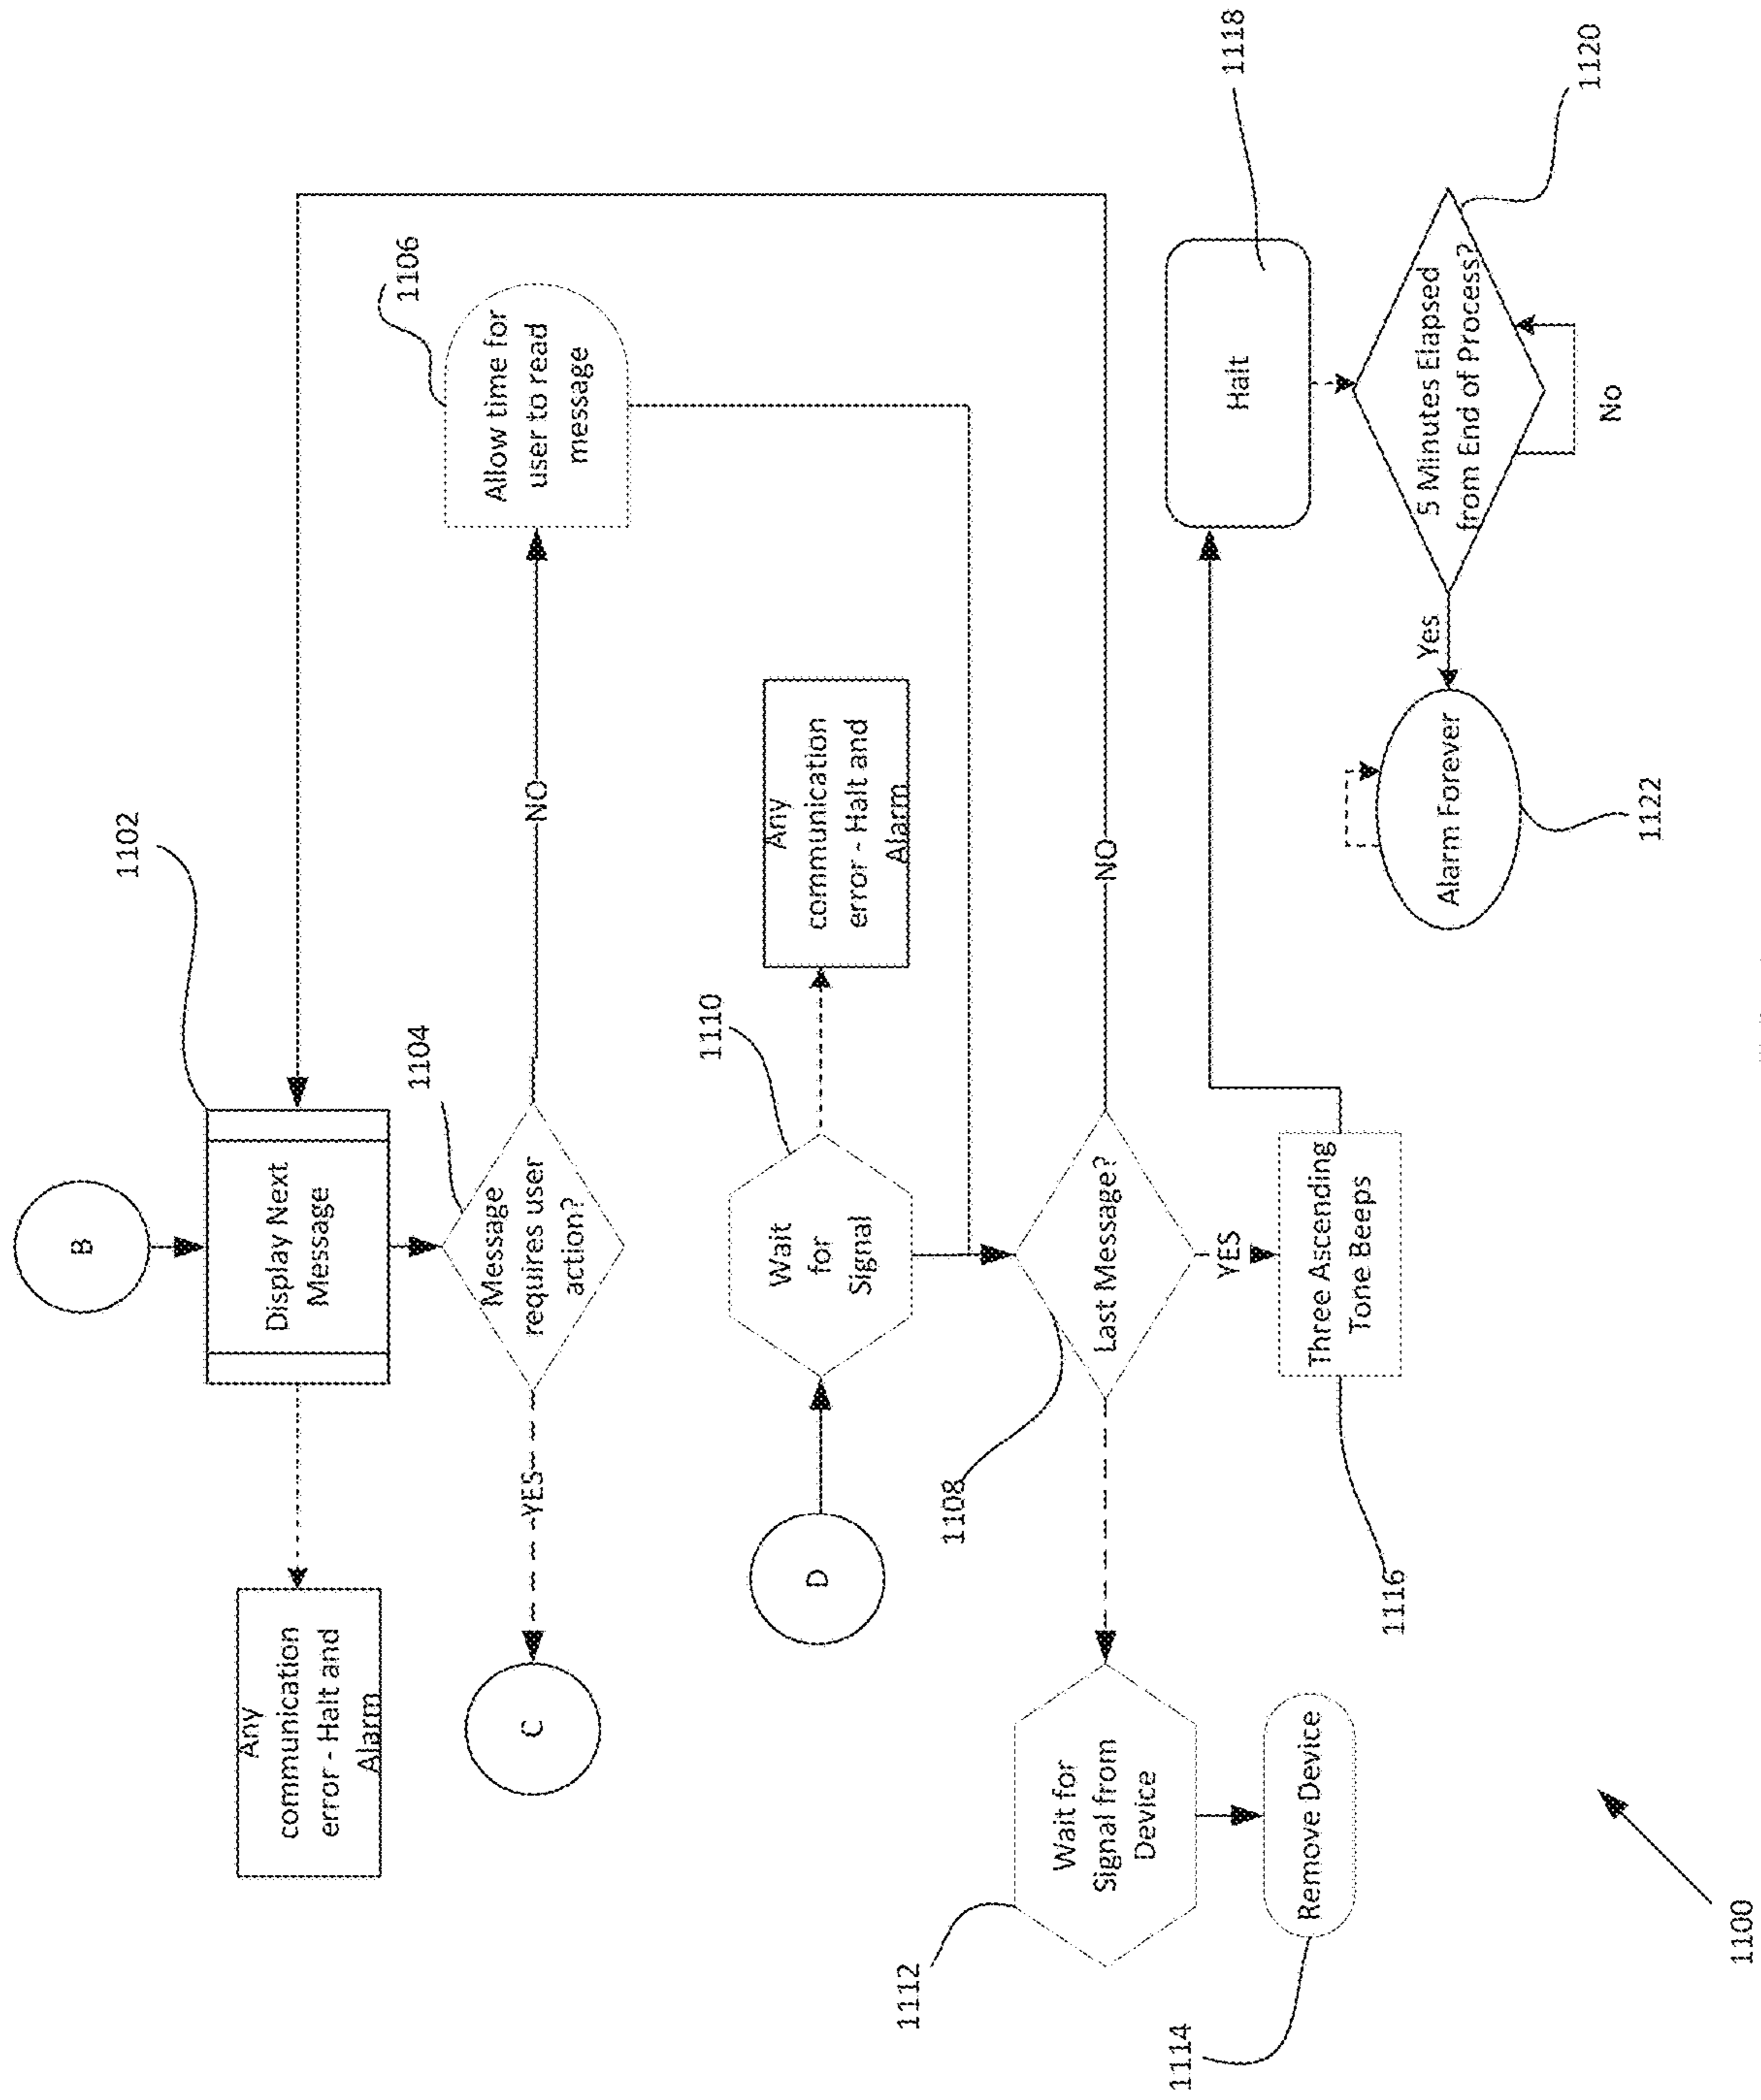 B
1102
Display Next
Message
Any
communication
error - Halt and
Alarm
1104
Message
requires user
action?
YES
NO
C
1106
Allow time for
user to read
message
D
1110
Wait
for
Signal
Any
communication
error - Halt and
Alarm
1108
Last Message?
NO
YES
1112
Wait for
Signal from
Device
1114
Remove Device
Three Ascending
Tone Beeps
1116
1118
Halt
1120
5 Minutes Elapsed
from End of Process?
No
Yes
Alarm Forever
1122
1100